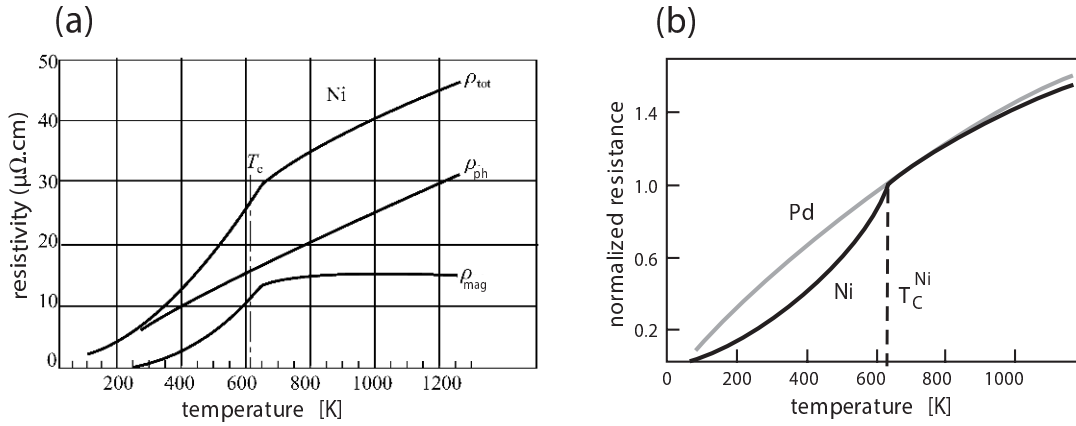 (a)
50
40
30
20
10
0
resistivity (μΩ.cm)
Ni
ρtot
Tc
ρph
ρmag
200 400 600 800 1000 1200
temperature [K]
(b)
1.4
1.0
0.6
0.2
normalized resistance
Pd
Ni
TCNi
0 200 400 600 800 1000
temperature [K]